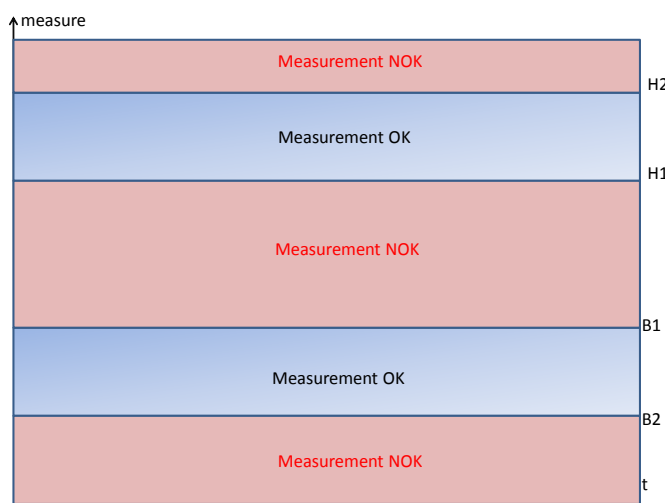 measure
Measurement NOK
H2
Measurement OK
H1
Measurement NOK
B1
Measurement OK
B2
Measurement NOK
t